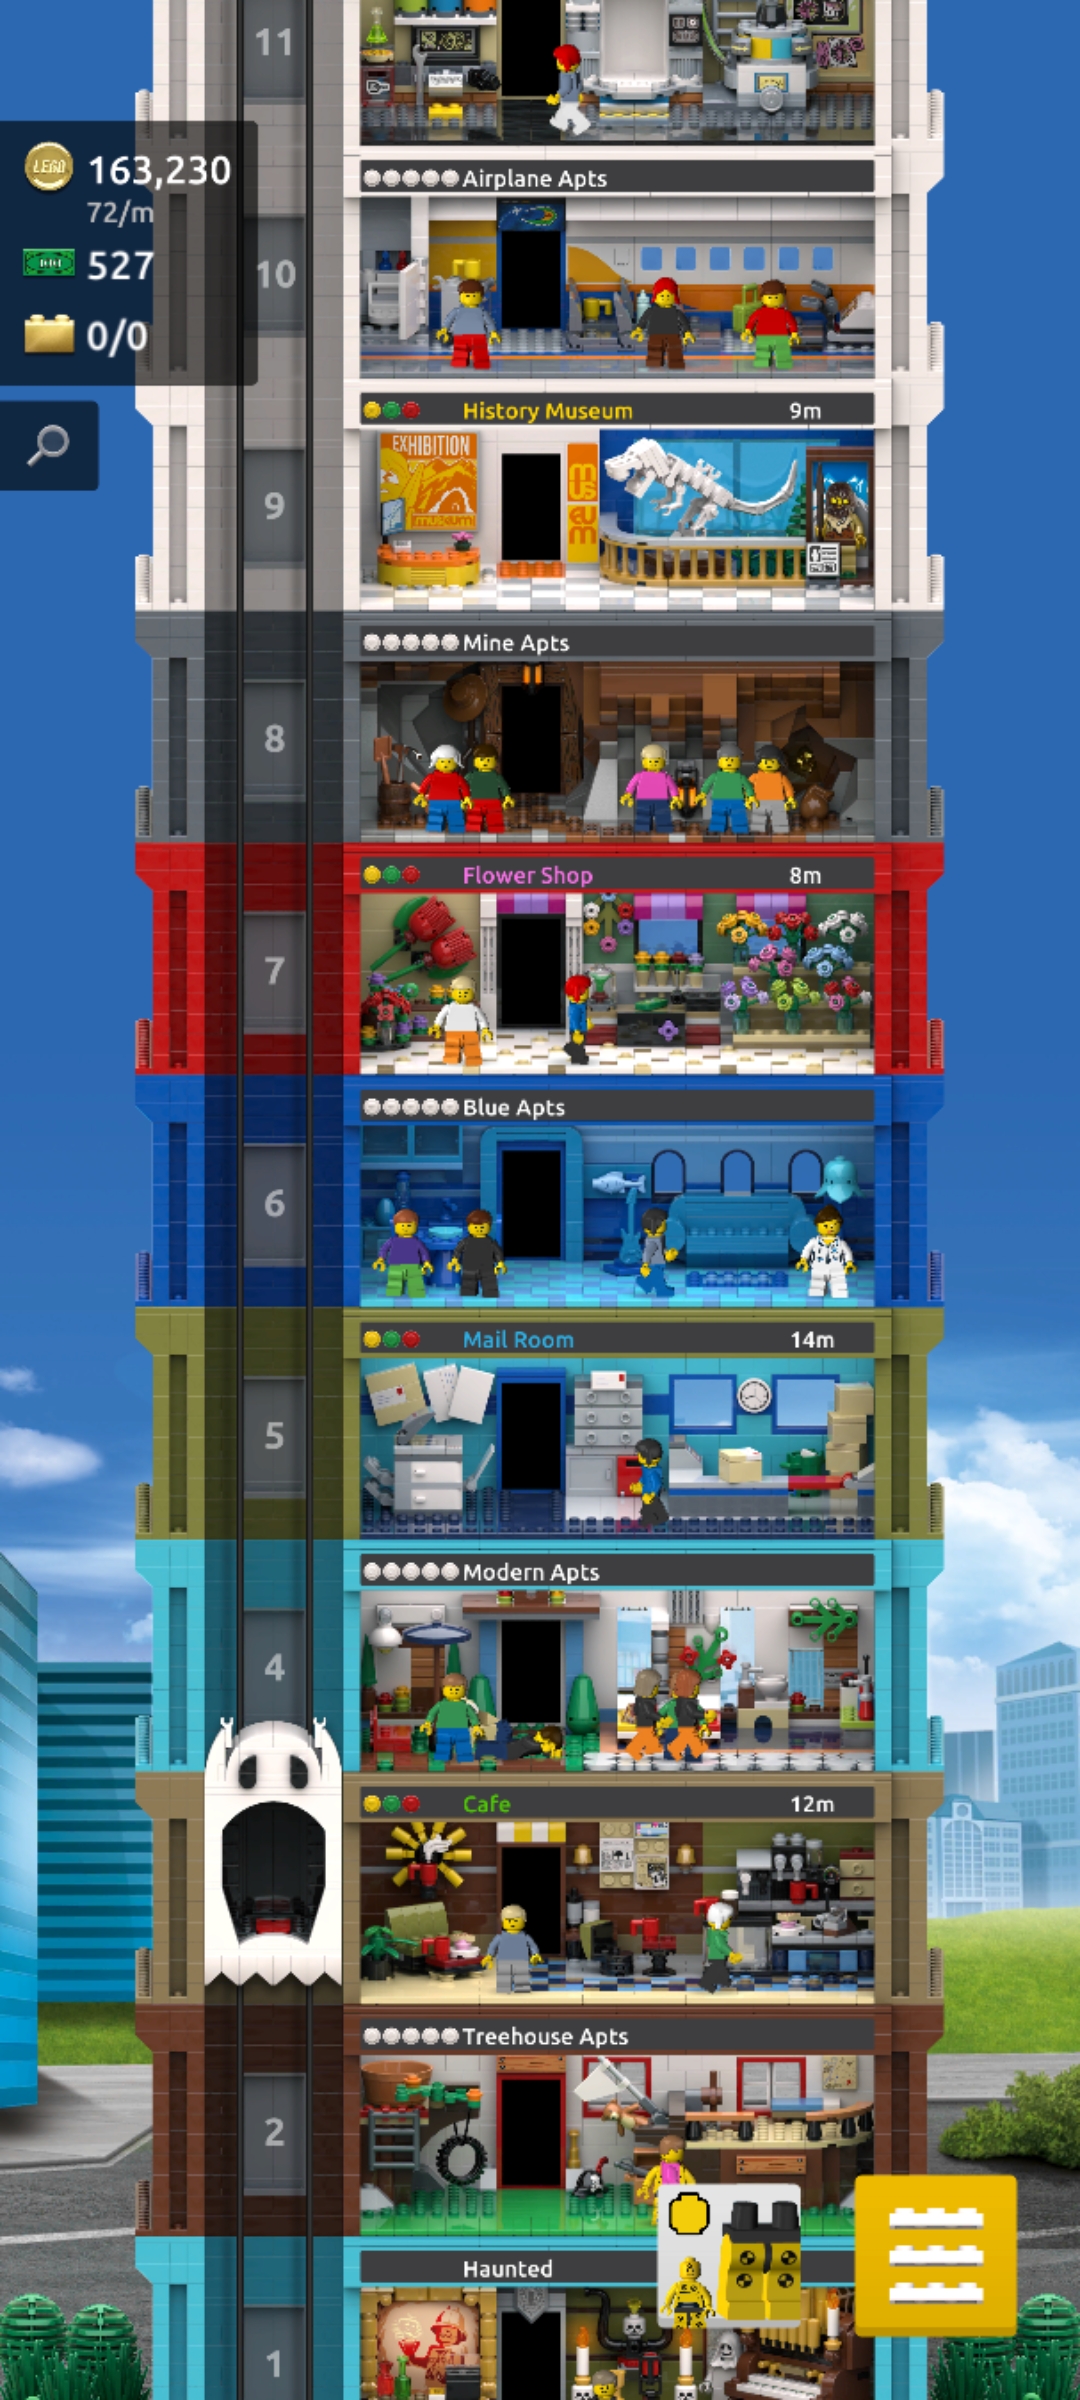 11
LEGO 163,230
72/m
527
0/0
Airplane Apts
10
History Museum 9m
EXHIBITION
museum
mus
eum
9
Mine Apts
8
Flower Shop 8m
7
Blue Apts
6
Mail Room 14m
5
Modern Apts
4
Cafe 12m
Treehouse Apts
2
Haunted
1